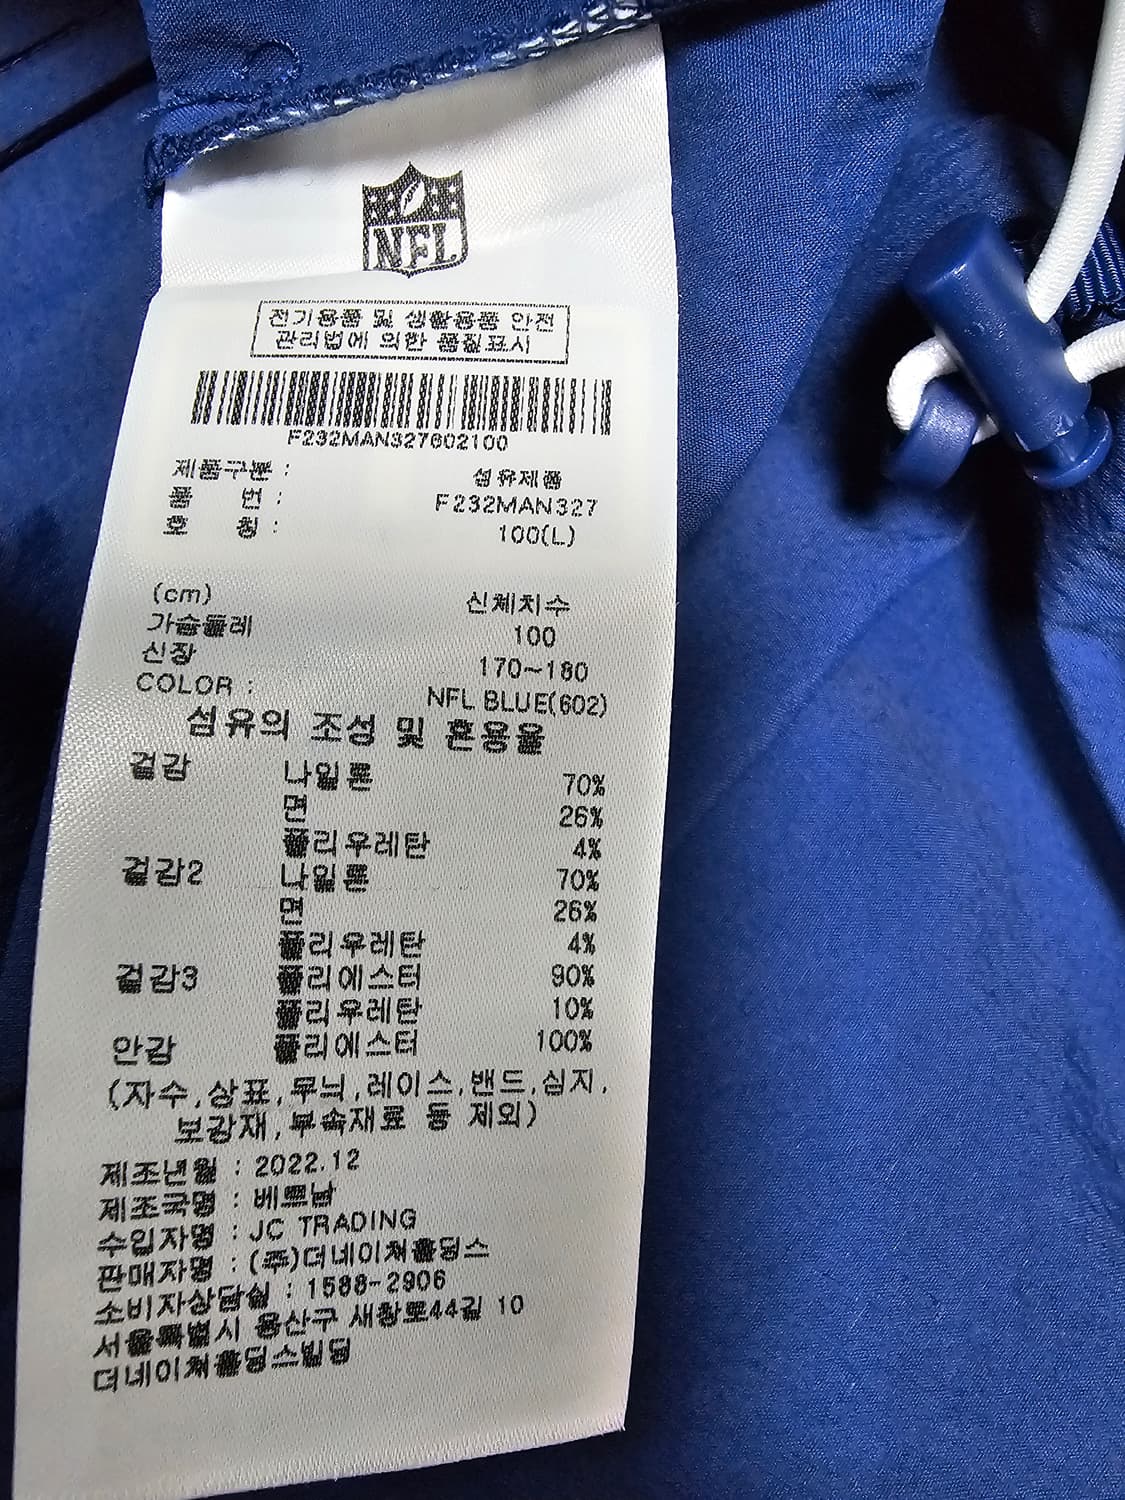 NFL
전기용품 및 생활용품 안전
관리법에 의한 품질표시
F232MAN327602100
제품구분 : 섬유제품
품 번 : F232MAN327
호 칭 : 100(L)
(cm) 신체치수
가슴둘레 100
신장 170~180
COLOR : NFL BLUE(602)
섬유의 조성 및 혼용율
겉감 나일론 70%
면 26%
폴리우레탄 4%
겉감2 나일론 70%
면 26%
폴리우레탄 4%
겉감3 폴리에스터 90%
폴리우레탄 10%
안감 폴리에스터 100%
(자수,상표,무늬,레이스,밴드,심지,
보강재,부속재료 등 제외)
제조년월 : 2022.12
제조국명 : 베트남
수입자명 : JC TRADING
판매자명 : (주)더네이쳐홀딩스
소비자상담실 : 1588-2906
서울특별시 용산구 새창로44길 10
더네이쳐홀딩스빌딩